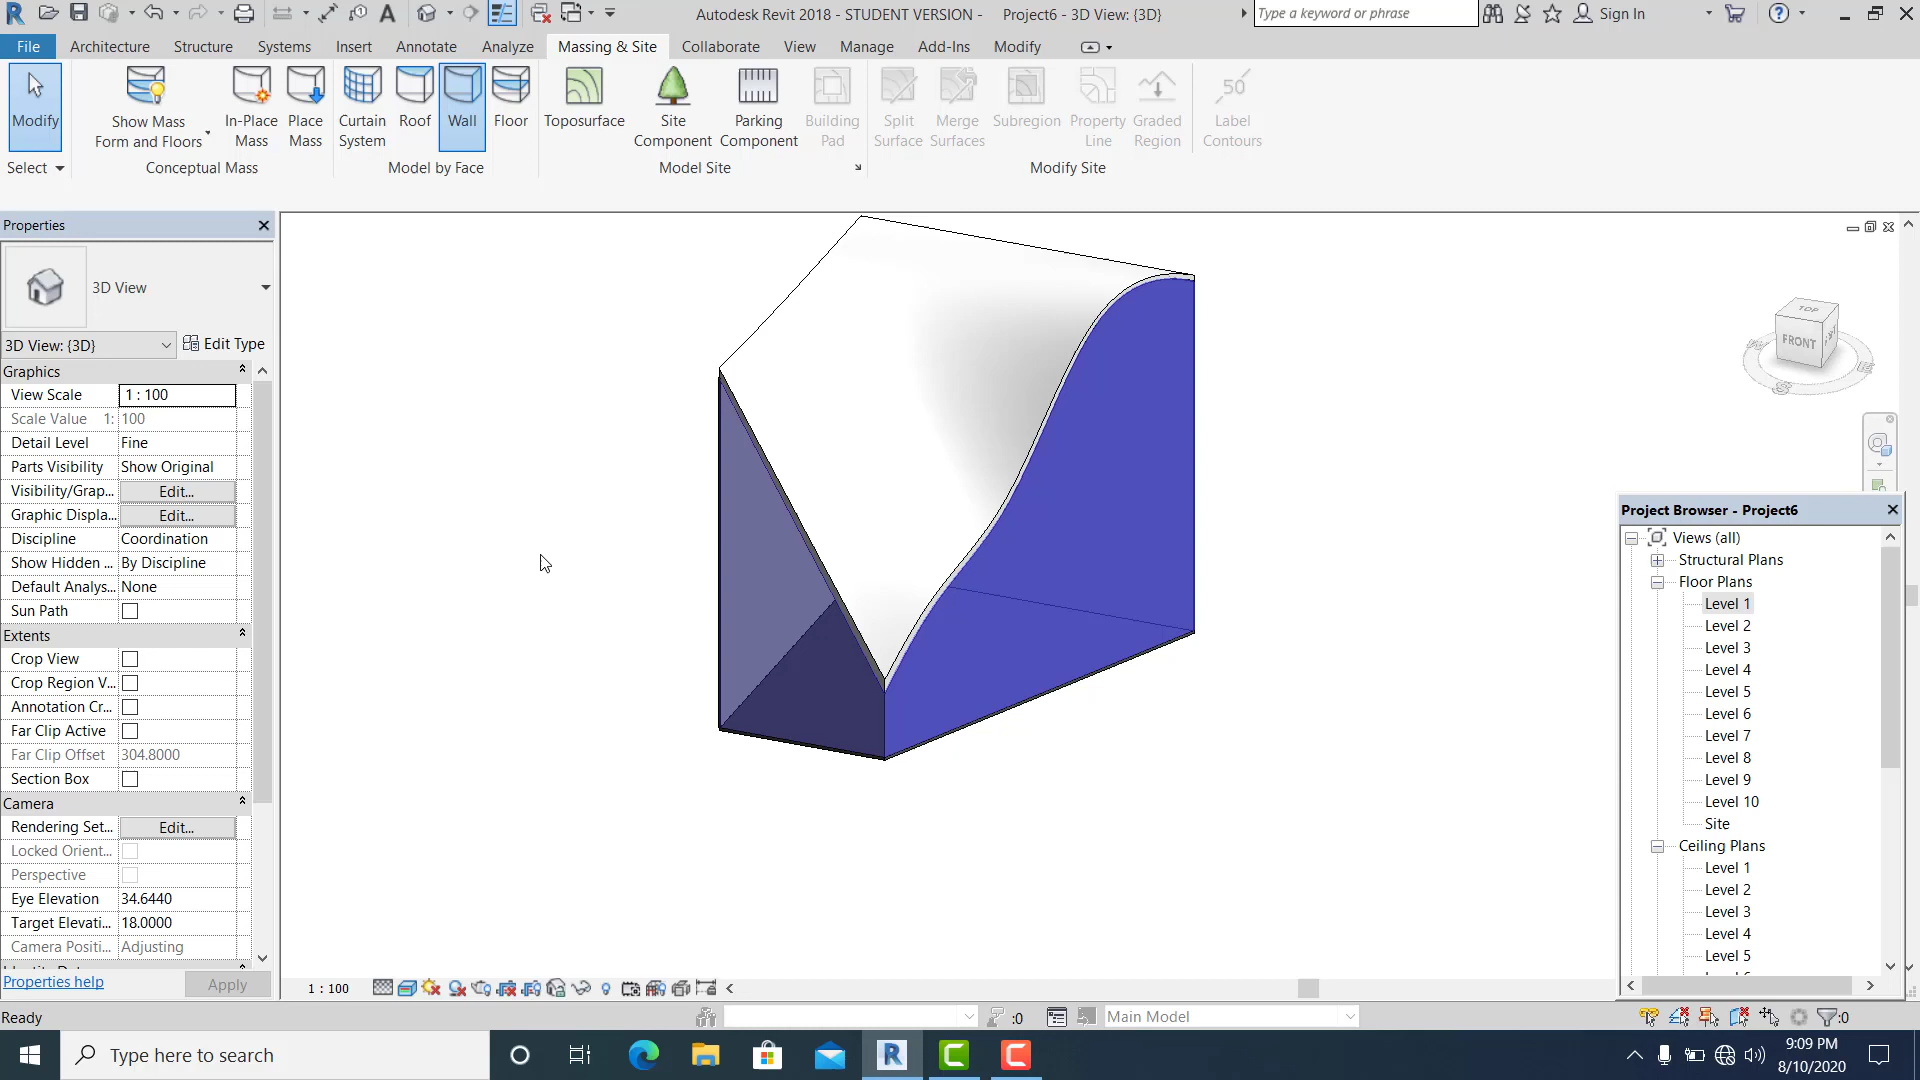 Autodesk Revit 2018 - STUDENT VERSION - Project6 - 3D View: {3D}
Type a keyword or phrase
Sign In
File Architecture Structure Systems Insert Annotate Analyze Massing & Site Collaborate View Manage Add-Ins Modify
Modify
Show Mass
Form and Floors
In-Place
Mass
Place
Mass
Curtain
System
Roof
Wall
Floor
Toposurface
Site
Component
Parking
Component
Building
Pad
Split
Surface
Merge
Surfaces
Subregion
Property
Line
Graded
Region
50
Label
Contours
Select
Conceptual Mass
Model by Face
Model Site
Modify Site
Properties
3D View
3D View: {3D}
Edit Type
Graphics
View Scale 1 : 100
Scale Value 1: 100
Detail Level Fine
Parts Visibility Show Original
Visibility/Grap... Edit...
Graphic Displa... Edit...
Discipline Coordination
Show Hidden ... By Discipline
Default Analys... None
Sun Path
Extents
Crop View
Crop Region V...
Annotation Cr...
Far Clip Active
Far Clip Offset 304.8000
Section Box
Camera
Rendering Set... Edit...
Locked Orient...
Perspective
Eye Elevation 34.6440
Target Elevati... 18.0000
Camera Positi... Adjusting
Properties help
Apply
TOP
FRONT
S
E
Project Browser - Project6
Views (all)
Structural Plans
Floor Plans
Level 1
Level 2
Level 3
Level 4
Level 5
Level 6
Level 7
Level 8
Level 9
Level 10
Site
Ceiling Plans
Level 1
Level 2
Level 3
Level 4
Level 5
1 : 100
Ready
:0
Main Model
:0
Type here to search
9:09 PM
8/10/2020